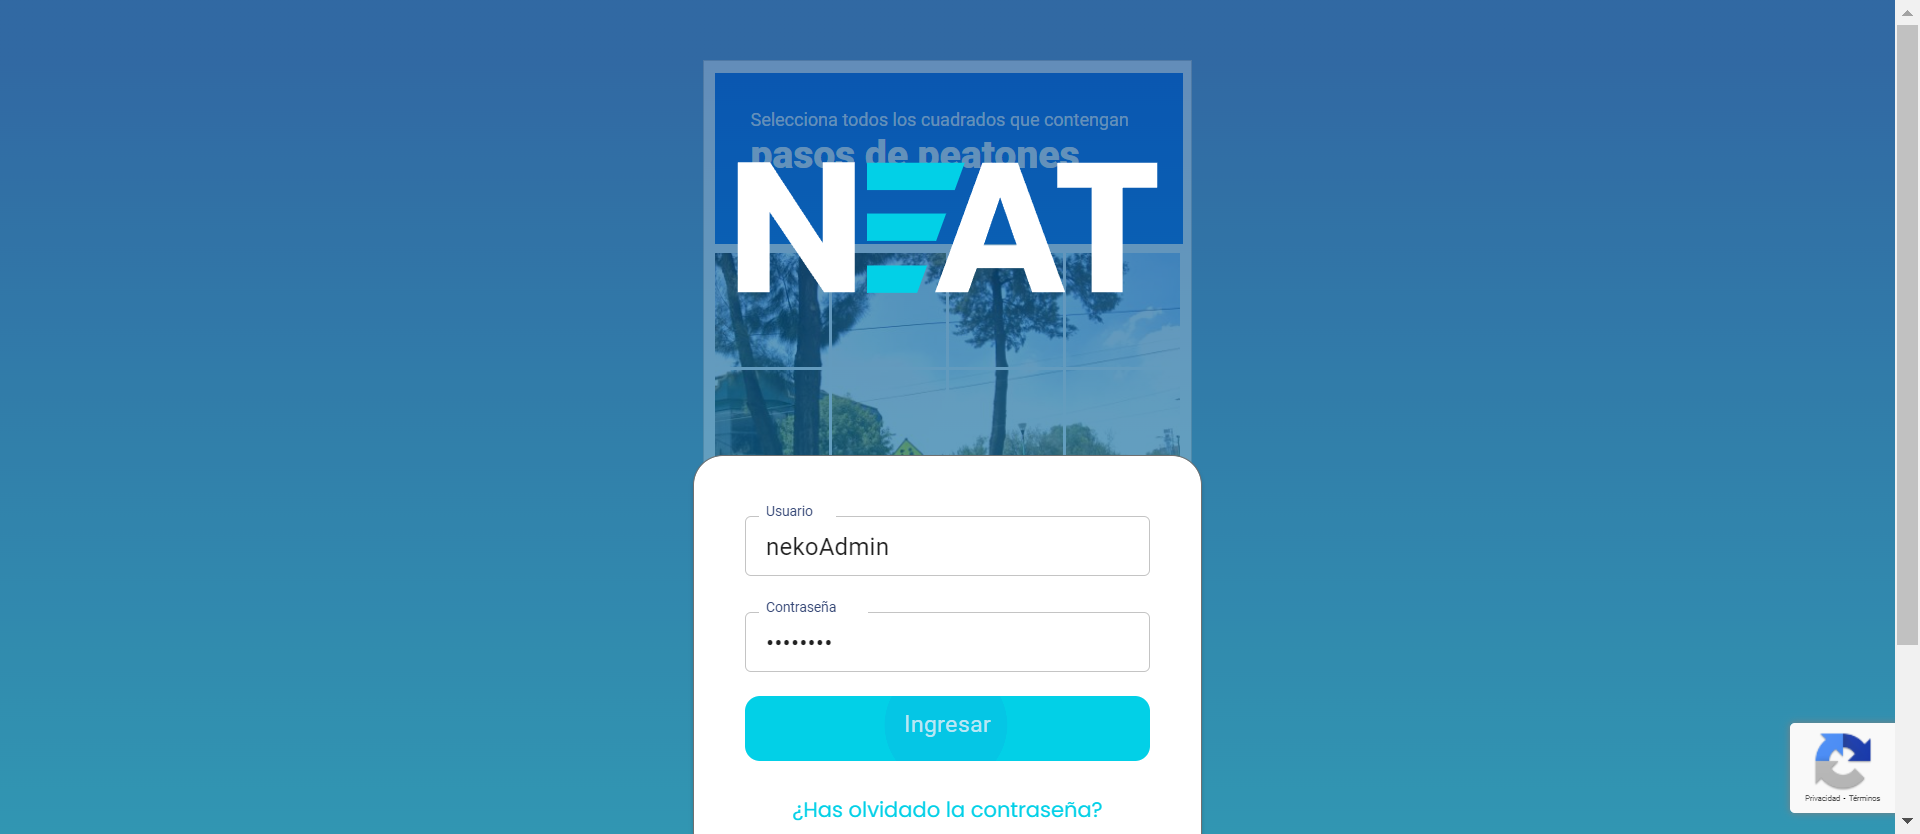 Selecciona todos los cuadrados que contengan
pasos de peatones
NEAT
Usuario
nekoAdmin
Contraseña
••••••••
Ingresar
¿Has olvidado la contraseña?
Privacidad - Términos